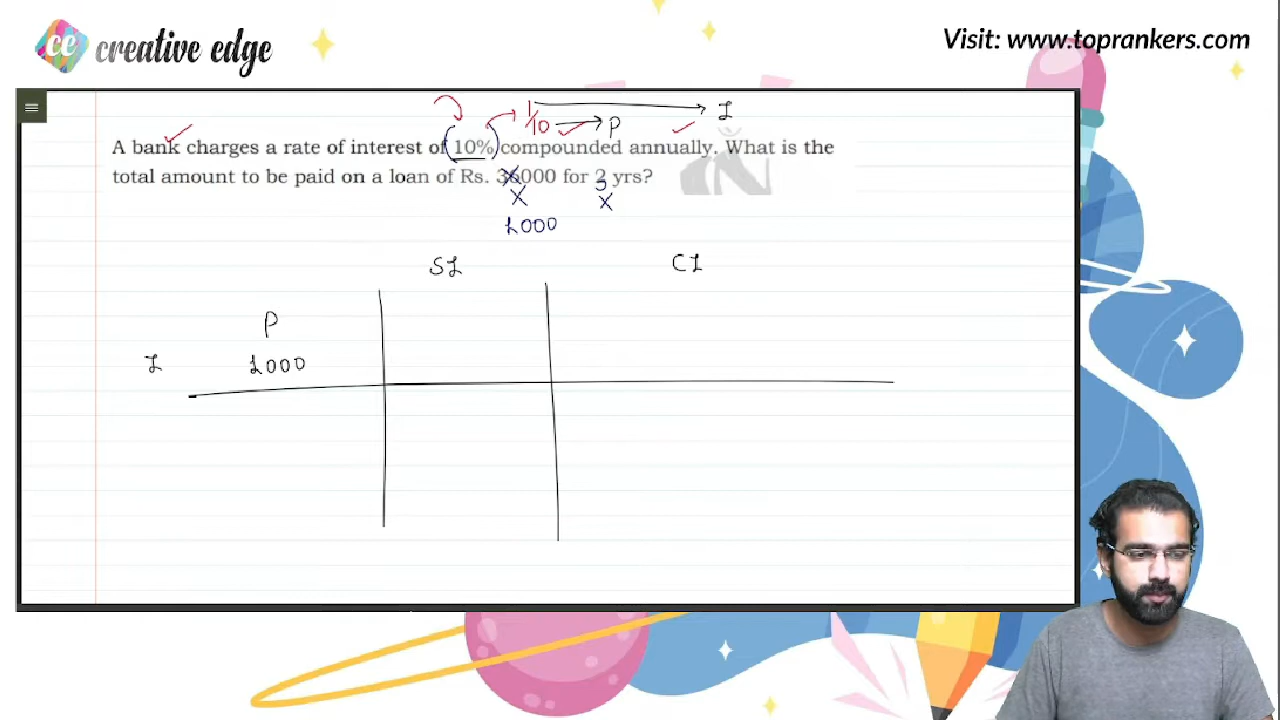 ce creative edge
Visit: www.toprankers.com
1/10 → I
→ P
A bank charges a rate of interest of (10%) compounded annually. What is the
total amount to be paid on a loan of Rs. 36000 for 3 yrs?
x x
1000
SI CI
P
I 1000